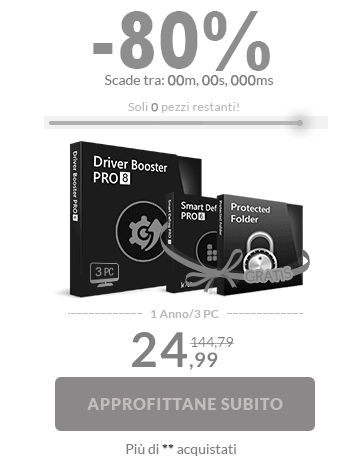 -80%
Scade tra: 00m, 00s, 000ms
Soli 0 pezzi restanti!
Driver Booster
PRO 8
Driver Booster PRO 8
3 PC
Smart Def
PRO 6
Smart Defrag PRO 6
Protected
Folder
Protected Folder
GRATIS
1 Anno/3 PC
144,79
24,99
APPROFITTANE SUBITO
Più di ** acquistati